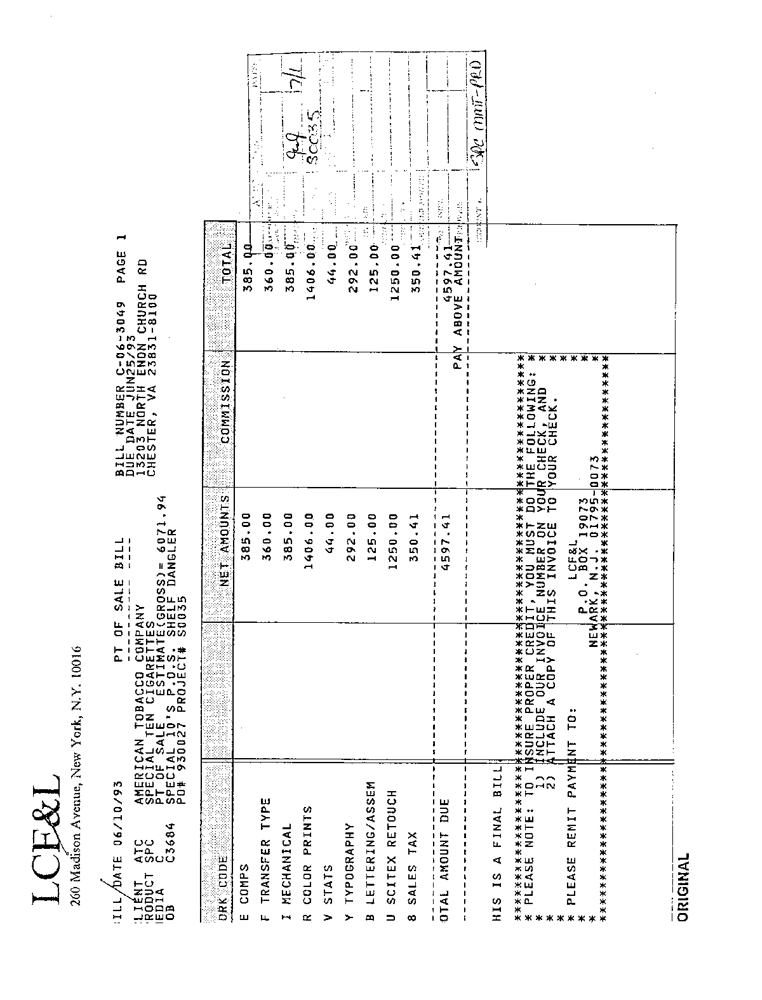 LCF&L
260 Madison Avenue, New York, N.Y. 10016
ILL DATE 06/10/93 PT OF SALE BILL BILL NUMBER C-06-3049 PAGE 1
---------- ---- DUE DATE JUN25/93
LIENT ATC AMERICAN TOBACCO COMPANY 13203 NORTH ENON CHURCH RD
RODUCT SPC SPECIAL TEN CIGARETTES CHESTER, VA 23831-8100
EDIA C PT OF SALE ESTIMATE(GROSS)= 6071.94
OB C3684 SPECIAL 10'S P.O.S. SHELF DANGLER
PO# 930027 PROJECT# S0035
ORK CODE NET AMOUNTS COMMISSION TOTAL
E COMPS 385.00 385.00
F TRANSFER TYPE 360.00 360.00
I MECHANICAL 385.00 385.00
R COLOR PRINTS 1406.00 1406.00
V STATS 44.00 44.00
Y TYPOGRAPHY 292.00 292.00
B LETTERING/ASSEM 125.00 125.00
U SCITEX RETOUCH 1250.00 1250.00
8 SALES TAX 350.41 350.41
OTAL AMOUNT DUE 4597.41 4597.41
PAY ABOVE AMOUNT
7/1
SC035
SPC MMT-PRD
HIS IS A FINAL BILL
* PLEASE NOTE: TO INSURE PROPER CREDIT, YOU MUST DO THE FOLLOWING: *
* 1) INCLUDE OUR INVOICE NUMBER ON YOUR CHECK, AND *
* 2) ATTACH A COPY OF THIS INVOICE TO YOUR CHECK. *
* PLEASE REMIT PAYMENT TO: *
* LCF&L *
* P.O. BOX 19073 *
* NEWARK, N.J. 01795-0073 *
ORIGINAL